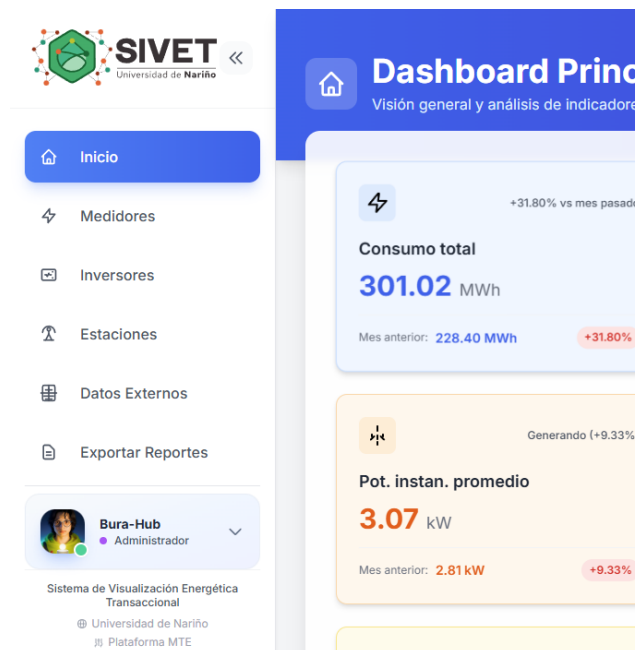 SIVET
Universidad de Nariño
Inicio
Medidores
Inversores
Estaciones
Datos Externos
Exportar Reportes
Bura-Hub
Administrador
Sistema de Visualización Energética
Transaccional
Universidad de Nariño
Plataforma MTE
Dashboard Princ
Visión general y análisis de indicadore
+31.80% vs mes pasado
Consumo total
301.02 MWh
Mes anterior: 228.40 MWh +31.80%
Generando (+9.33%
Pot. instan. promedio
3.07 kW
Mes anterior: 2.81 kW +9.33%